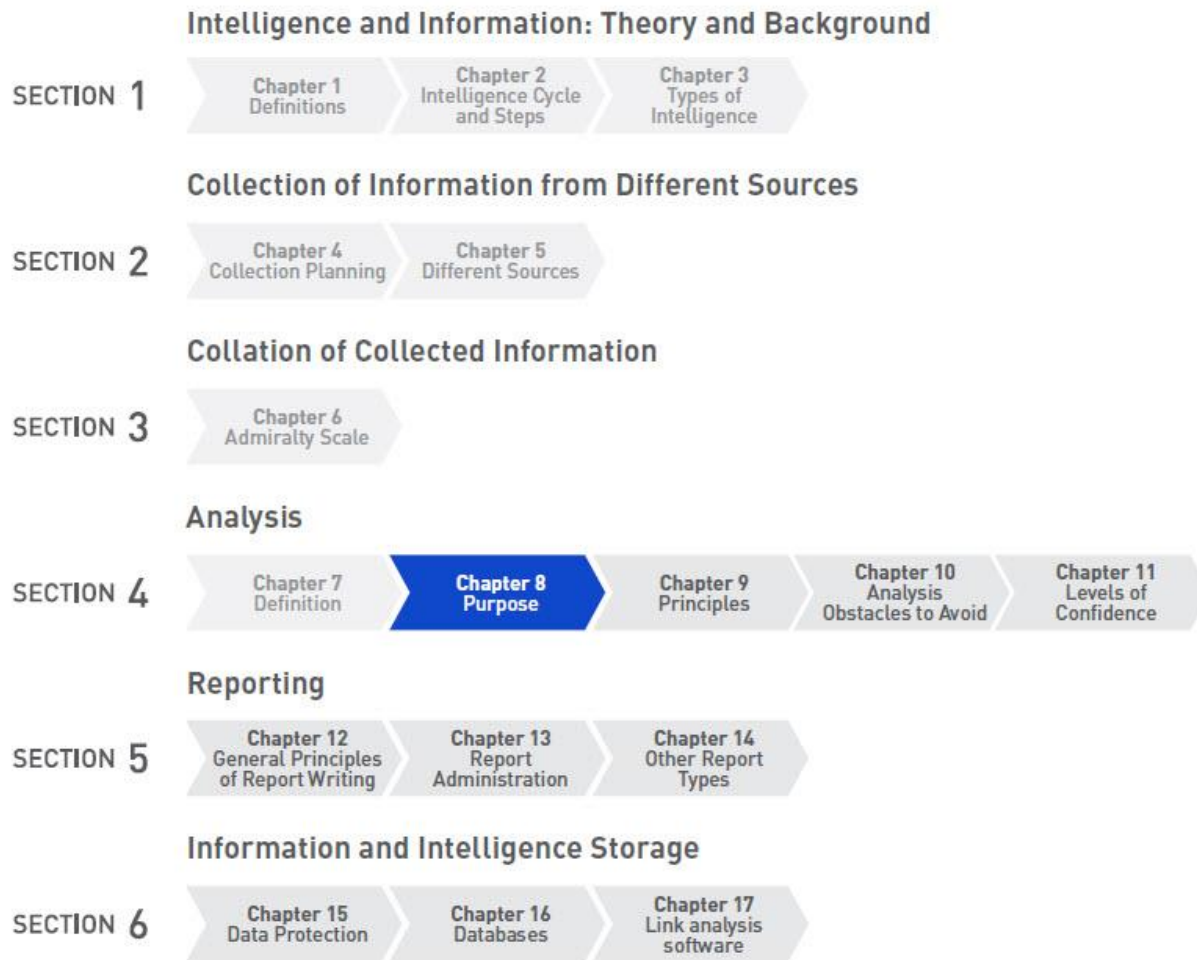 Intelligence and Information: Theory and Background
SECTION 1
Chapter 1
Definitions
Chapter 2
Intelligence Cycle
and Steps
Chapter 3
Types of
Intelligence
Collection of Information from Different Sources
SECTION 2
Chapter 4
Collection Planning
Chapter 5
Different Sources
Collation of Collected Information
SECTION 3
Chapter 6
Admiralty Scale
Analysis
SECTION 4
Chapter 7
Definition
Chapter 8
Purpose
Chapter 9
Principles
Chapter 10
Analysis
Obstacles to Avoid
Chapter 11
Levels of
Confidence
Reporting
SECTION 5
Chapter 12
General Principles
of Report Writing
Chapter 13
Report
Administration
Chapter 14
Other Report
Types
Information and Intelligence Storage
SECTION 6
Chapter 15
Data Protection
Chapter 16
Databases
Chapter 17
Link analysis
software